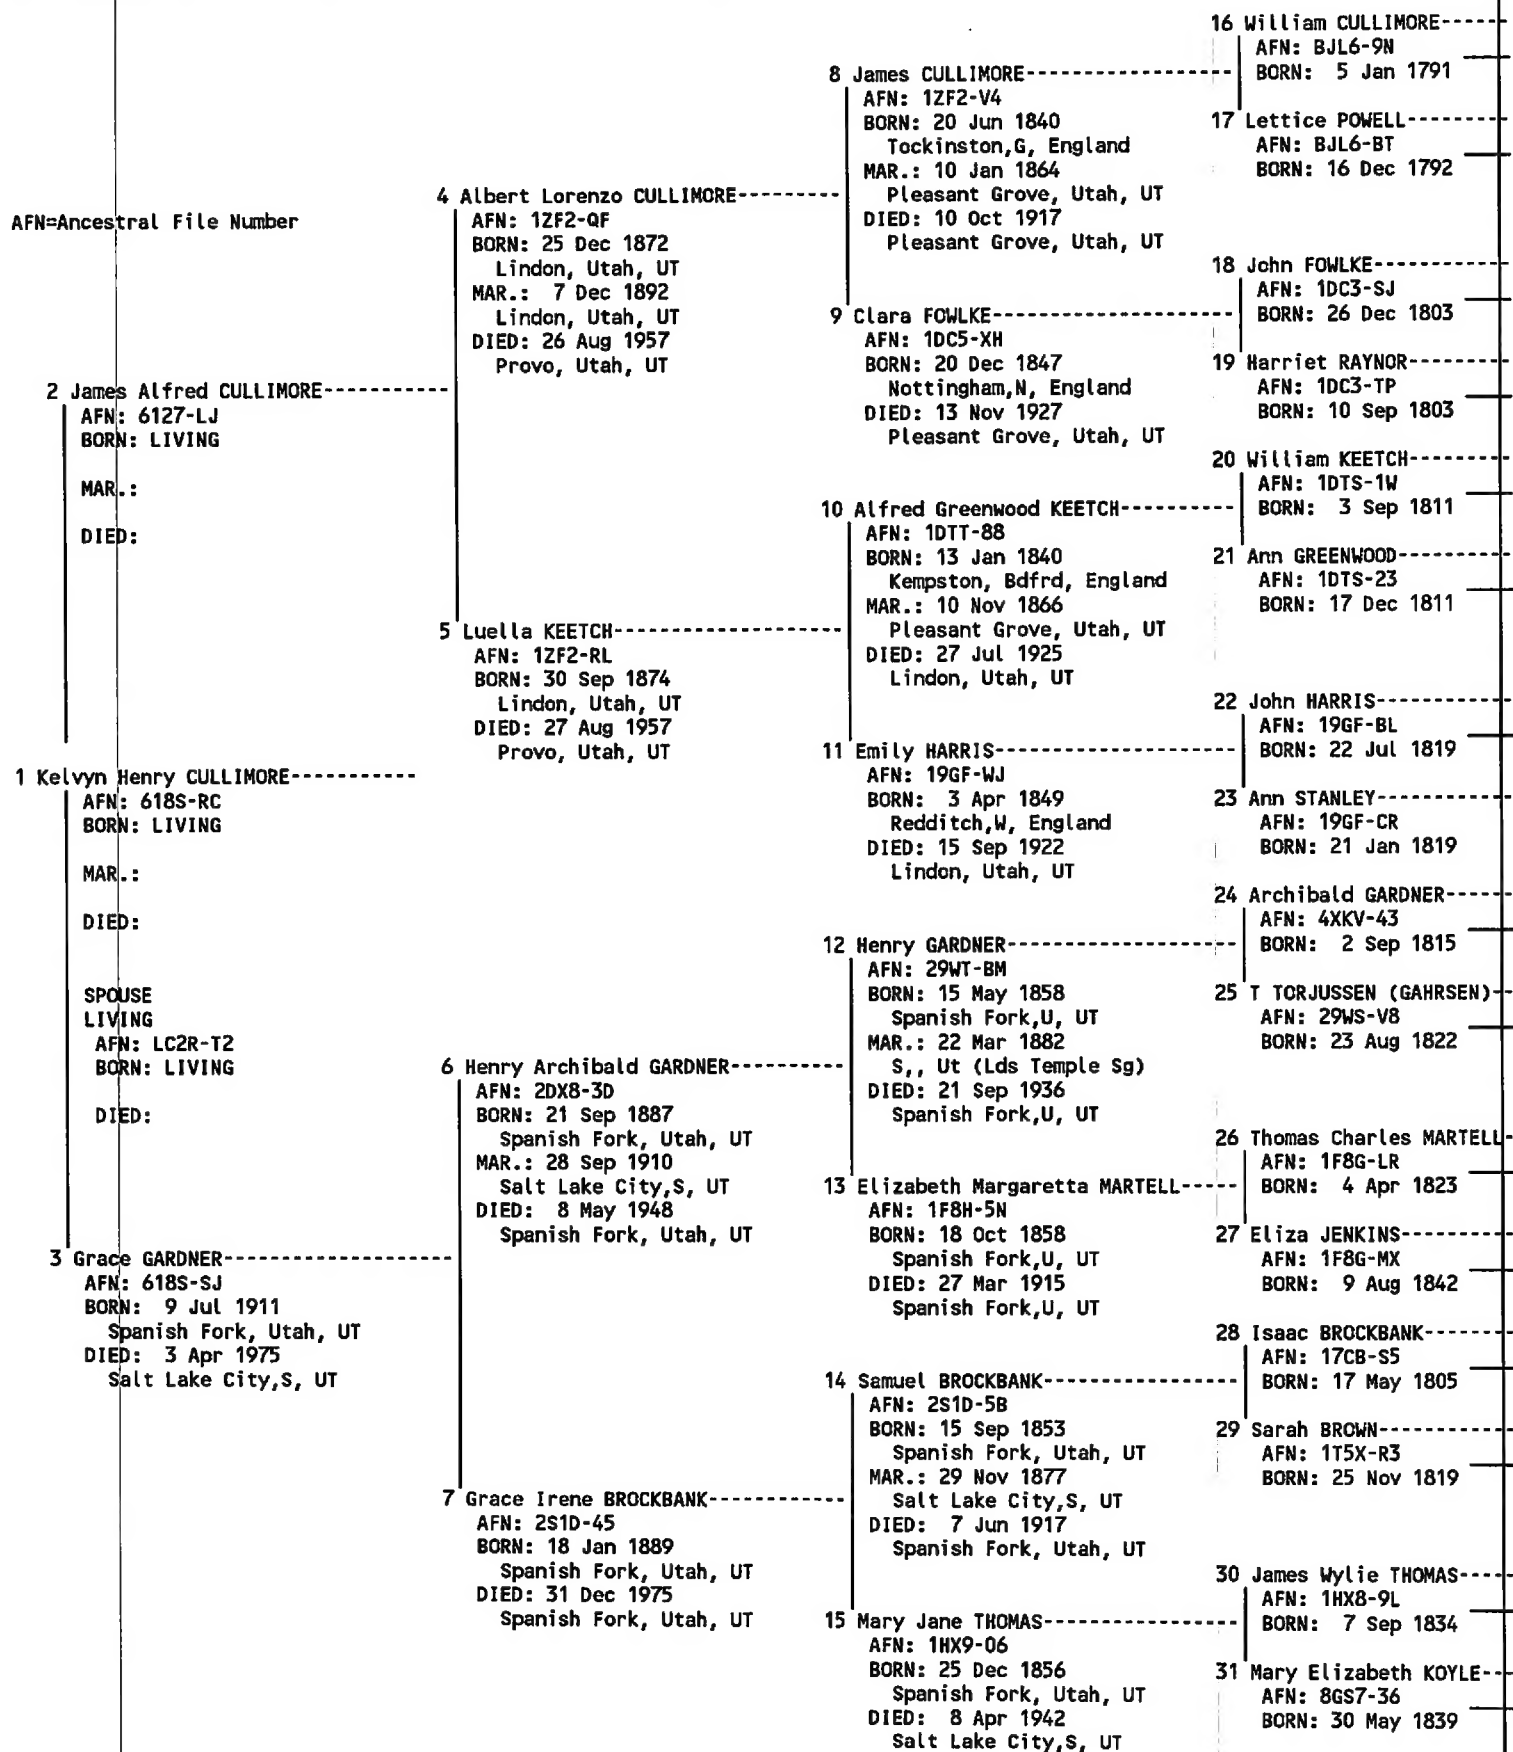 AFN=Ancestral File Number
1 Kelvyn Henry CULLIMORE----------
AFN: 618S-RC
BORN: LIVING
MAR.:
DIED:
SPOUSE
LIVING
AFN: LC2R-T2
BORN: LIVING
DIED:
2 James Alfred CULLIMORE----------
AFN: 6127-LJ
BORN: LIVING
MAR.:
DIED:
3 Grace GARDNER-------------------
AFN: 618S-SJ
BORN: 9 Jul 1911
Spanish Fork, Utah, UT
DIED: 3 Apr 1975
Salt Lake City,S, UT
4 Albert Lorenzo CULLIMORE--------
AFN: 1ZF2-QF
BORN: 25 Dec 1872
Lindon, Utah, UT
MAR.: 7 Dec 1892
Lindon, Utah, UT
DIED: 26 Aug 1957
Provo, Utah, UT
5 Luella KEETCH-------------------
AFN: 1ZF2-RL
BORN: 30 Sep 1874
Lindon, Utah, UT
DIED: 27 Aug 1957
Provo, Utah, UT
6 Henry Archibald GARDNER---------
AFN: 2DX8-3D
BORN: 21 Sep 1887
Spanish Fork, Utah, UT
MAR.: 28 Sep 1910
Salt Lake City,S, UT
DIED: 8 May 1948
Spanish Fork, Utah, UT
7 Grace Irene BROCKBANK-----------
AFN: 2S1D-45
BORN: 18 Jan 1889
Spanish Fork, Utah, UT
DIED: 31 Dec 1975
Spanish Fork, Utah, UT
8 James CULLIMORE-----------------
AFN: 1ZF2-V4
BORN: 20 Jun 1840
Tockinston,G, England
MAR.: 10 Jan 1864
Pleasant Grove, Utah, UT
DIED: 10 Oct 1917
Pleasant Grove, Utah, UT
9 Clara FOWLKE--------------------
AFN: 1DC5-XH
BORN: 20 Dec 1847
Nottingham,N, England
DIED: 13 Nov 1927
Pleasant Grove, Utah, UT
10 Alfred Greenwood KEETCH----------
AFN: 1DTT-88
BORN: 13 Jan 1840
Kempston, Bdfrd, England
MAR.: 10 Nov 1866
Pleasant Grove, Utah, UT
DIED: 27 Jul 1925
Lindon, Utah, UT
11 Emily HARRIS--------------------
AFN: 19GF-WJ
BORN: 3 Apr 1849
Redditch,W, England
DIED: 15 Sep 1922
Lindon, Utah, UT
12 Henry GARDNER-------------------
AFN: 29WT-BM
BORN: 15 May 1858
Spanish Fork,U, UT
MAR.: 22 Mar 1882
S,, Ut (Lds Temple Sg)
DIED: 21 Sep 1936
Spanish Fork,U, UT
13 Elizabeth Margaretta MARTELL-----
AFN: 1F8H-5N
BORN: 18 Oct 1858
Spanish Fork,U, UT
DIED: 27 Mar 1915
Spanish Fork,U, UT
14 Samuel BROCKBANK----------------
AFN: 2S1D-5B
BORN: 15 Sep 1853
Spanish Fork, Utah, UT
MAR.: 29 Nov 1877
Salt Lake City,S, UT
DIED: 7 Jun 1917
Spanish Fork, Utah, UT
15 Mary Jane THOMAS----------------
AFN: 1HX9-06
BORN: 25 Dec 1856
Spanish Fork, Utah, UT
DIED: 8 Apr 1942
Salt Lake City,S, UT
16 William CULLIMORE-----
AFN: BJL6-9N
BORN: 5 Jan 1791
17 Lettice POWELL--------
AFN: BJL6-BT
BORN: 16 Dec 1792
18 John FOWLKE-----------
AFN: 1DC3-SJ
BORN: 26 Dec 1803
19 Harriet RAYNOR--------
AFN: 1DC3-TP
BORN: 10 Sep 1803
20 William KEETCH--------
AFN: 1DTS-1W
BORN: 3 Sep 1811
21 Ann GREENWOOD---------
AFN: 1DTS-23
BORN: 17 Dec 1811
22 John HARRIS-----------
AFN: 19GF-BL
BORN: 22 Jul 1819
23 Ann STANLEY-----------
AFN: 19GF-CR
BORN: 21 Jan 1819
24 Archibald GARDNER-----
AFN: 4XKV-43
BORN: 2 Sep 1815
25 T TORJUSSEN (GAHRSEN)--
AFN: 29WS-V8
BORN: 23 Aug 1822
26 Thomas Charles MARTELL-
AFN: 1F8G-LR
BORN: 4 Apr 1823
27 Eliza JENKINS---------
AFN: 1F8G-MX
BORN: 9 Aug 1842
28 Isaac BROCKBANK-------
AFN: 17CB-S5
BORN: 17 May 1805
29 Sarah BROWN-----------
AFN: 1T5X-R3
BORN: 25 Nov 1819
30 James Wylie THOMAS----
AFN: 1HX8-9L
BORN: 7 Sep 1834
31 Mary Elizabeth KOYLE--
AFN: 8GS7-36
BORN: 30 May 1839